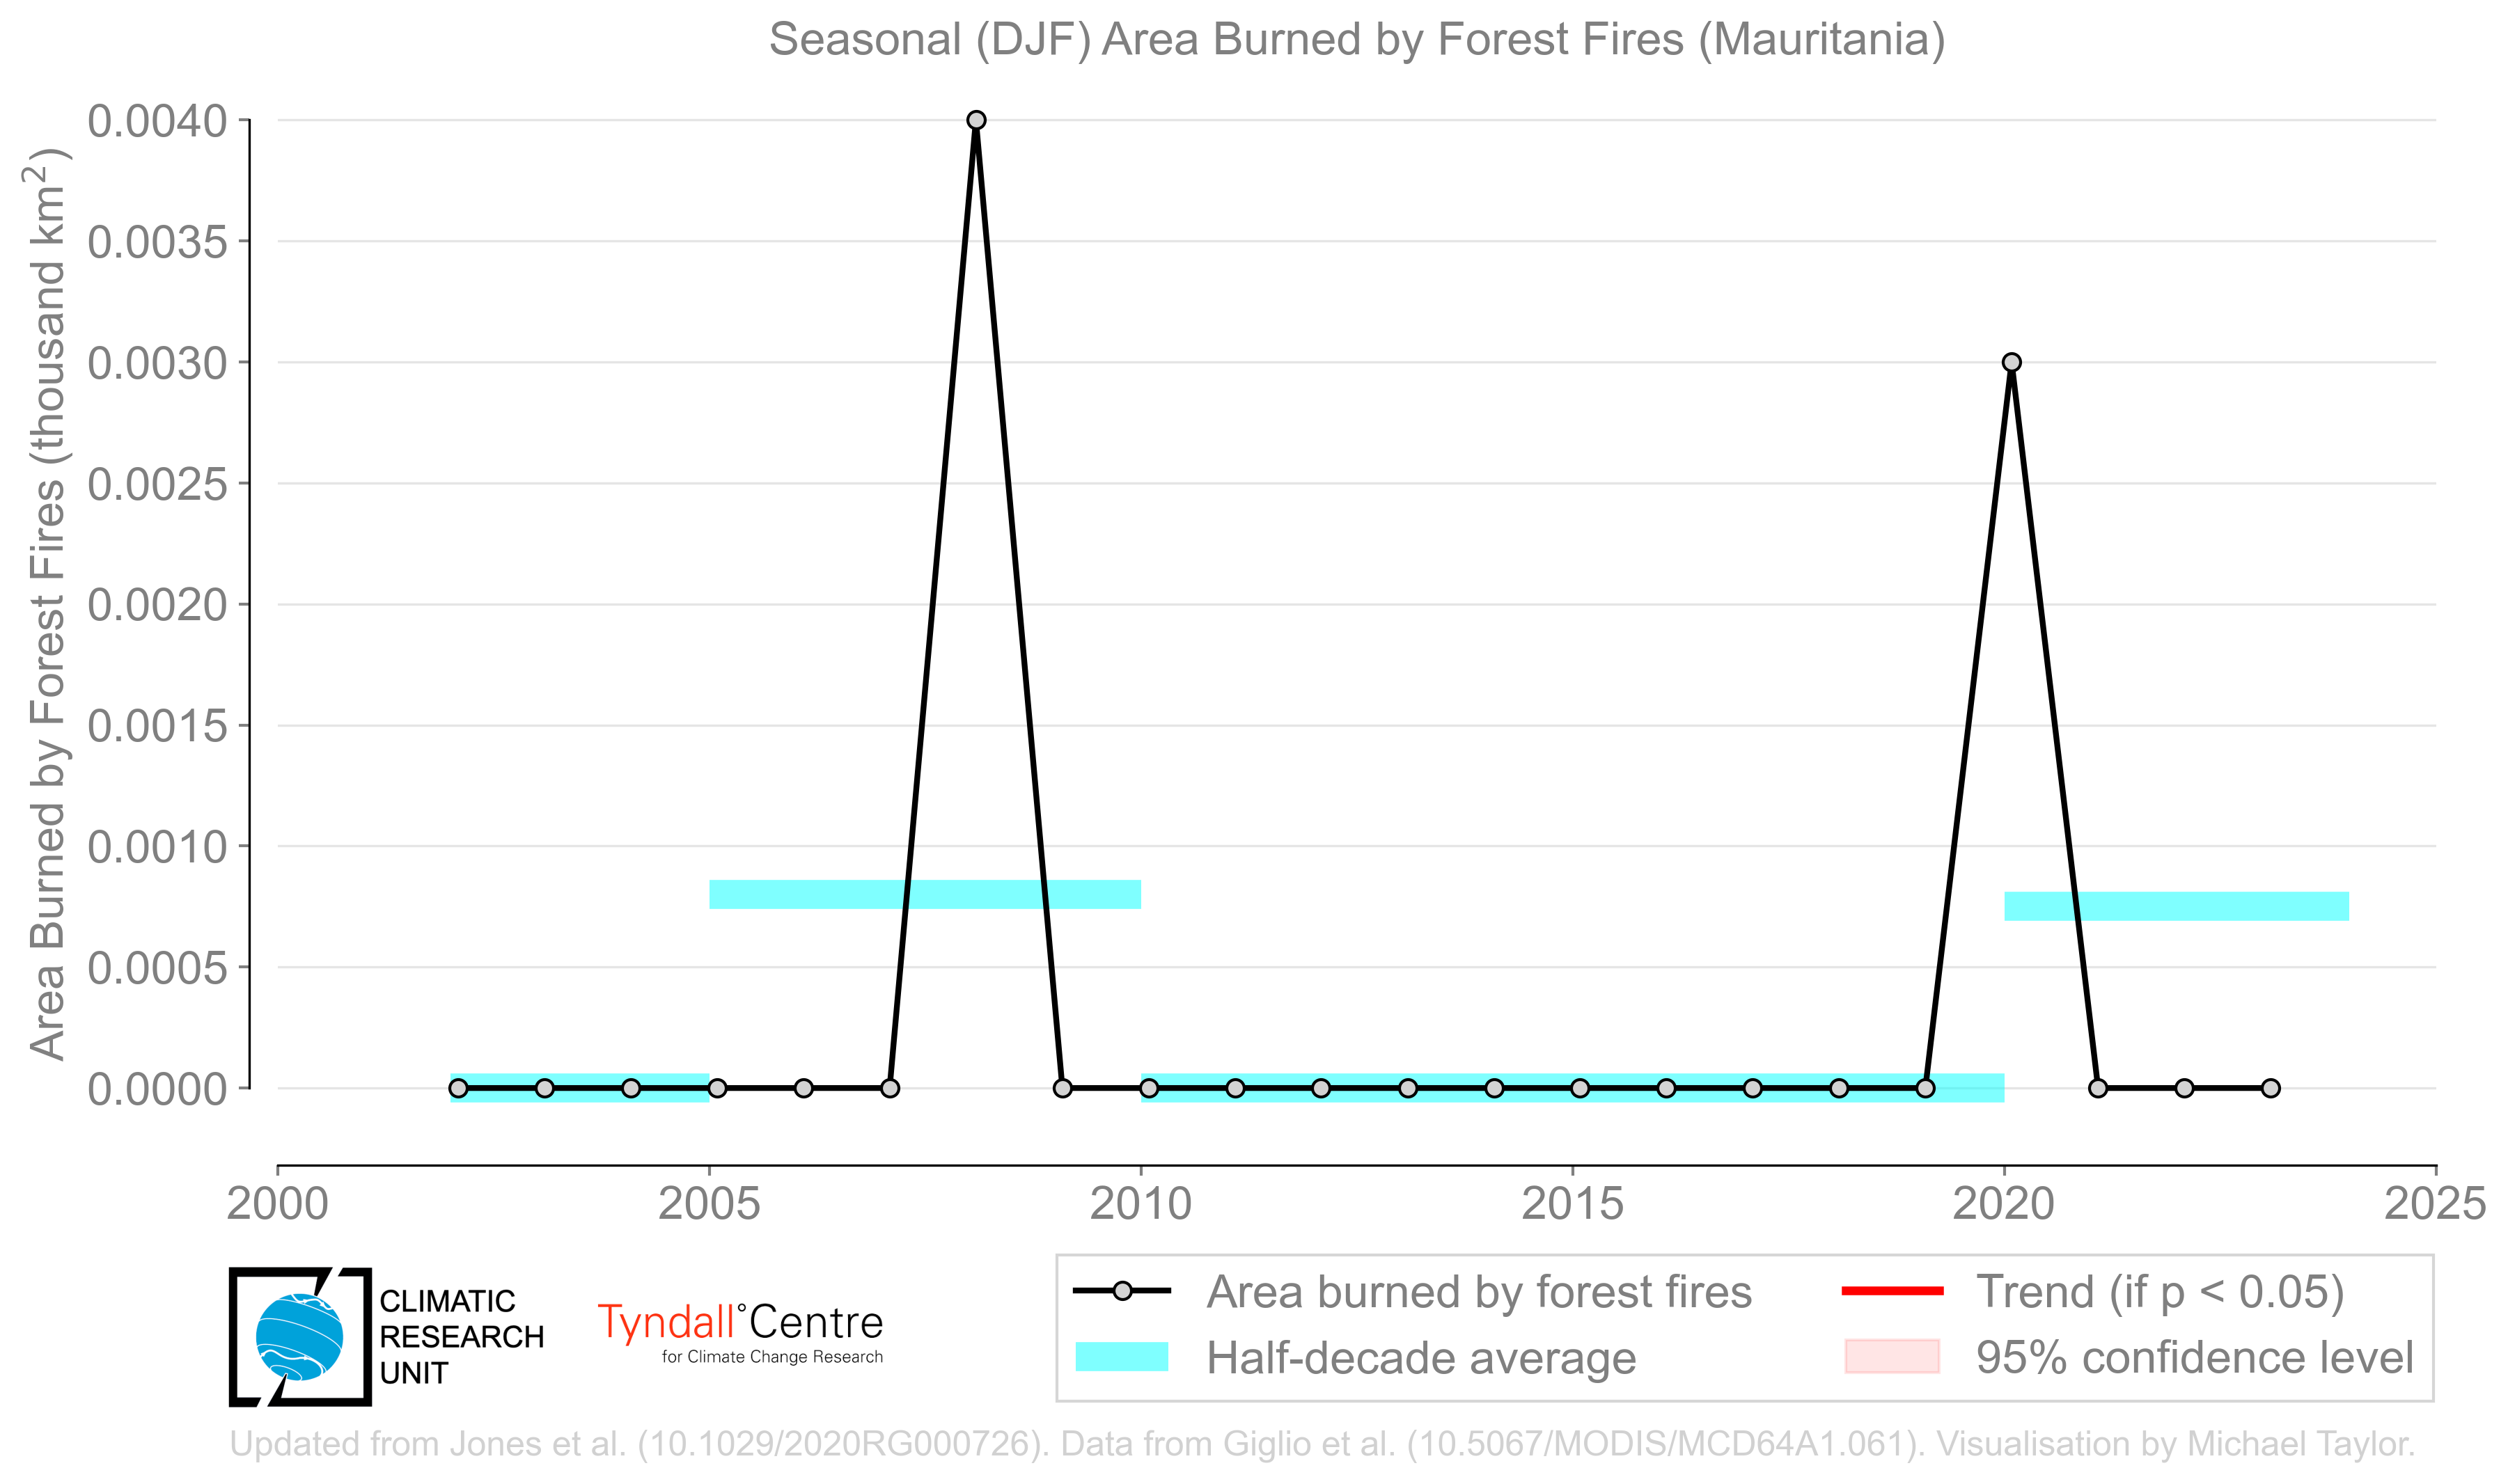 Seasonal (DJF) Area Burned by Forest Fires (Mauritania)
Area Burned by Forest Fires (thousand km²)
0.0040
0.0035
0.0030
0.0025
0.0020
0.0015
0.0010
0.0005
0.0000
2000 2005 2010 2015 2020 2025
CLIMATIC
RESEARCH
UNIT
Tyndall°Centre
for Climate Change Research
Area burned by forest fires
Half-decade average
Trend (if p < 0.05)
95% confidence level
Updated from Jones et al. (10.1029/2020RG000726). Data from Giglio et al. (10.5067/MODIS/MCD64A1.061). Visualisation by Michael Taylor.